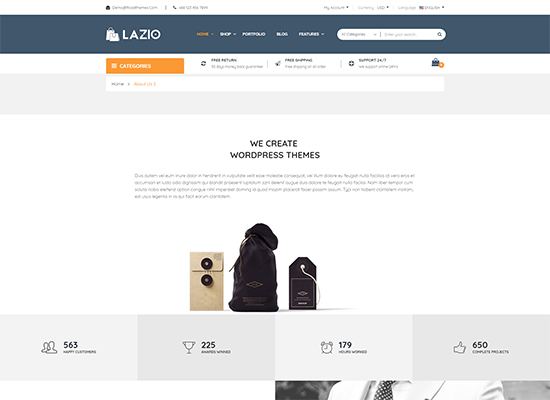 Demo@RoadThemes.Com
+88 123 456 7899
My Account
Currency: USD
Language: ENGLISH
LAZIO
HOME
SHOP
PORTFOLIO
BLOG
FEATURES
All Categories
Enter your search...
CATEGORIES
FREE RETURN
30 days money back guarantee!
FREE SHIPPING
Free shipping on all order
SUPPORT 24/7
We support online 24hrs
Home > About Us 2
WE CREATE
WORDPRESS THEMES
Duis autem vel eum iriure dolor in hendrerit in vulputate velit esse molestie consequat, vel illum dolore eu feugiat nulla facilisis at vero eros et
accumsan et iusto odio dignissim qui blandit praesent luptatum zzril delenit augue duis dolore te feugait nulla facilisi. Nam liber tempor cum
soluta nobis eleifend option congue nihil imperdiet doming id quod mazim placerat facer possim assum. Typi non habent claritatem insitam,
est usus legentis in iis qui facit eorum claritatem.
563
HAPPY CUSTOMERS
225
AWARDS WINNED
179
HOURS WORKED
650
COMPLETE PROJECTS